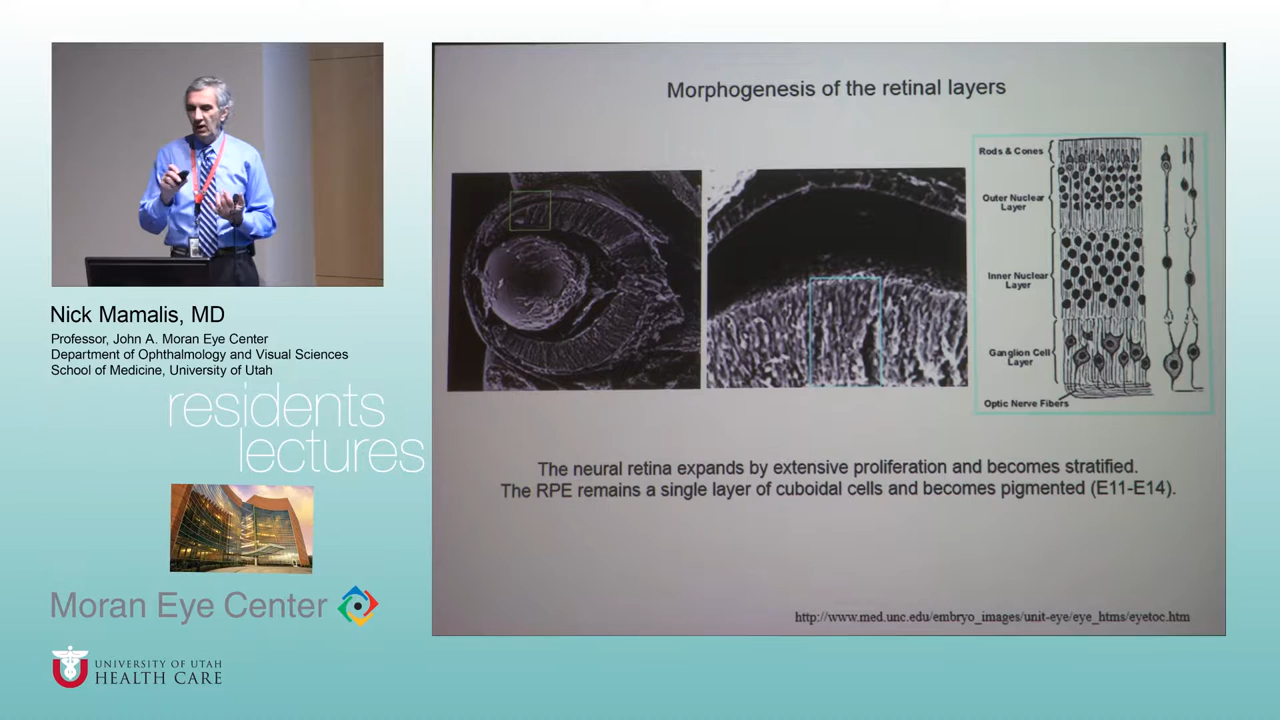 Nick Mamalis, MD
Professor, John A. Moran Eye Center
Department of Ophthalmology and Visual Sciences
School of Medicine, University of Utah
residents
lectures
Moran Eye Center
UNIVERSITY OF UTAH
HEALTH CARE
Morphogenesis of the retinal layers
Rods & Cones
Outer Nuclear
Layer
Inner Nuclear
Layer
Ganglion Cell
Layer
Optic Nerve Fibers
The neural retina expands by extensive proliferation and becomes stratified.
The RPE remains a single layer of cuboidal cells and becomes pigmented (E11-E14).
http://www.med.unc.edu/embryo_images/unit-eye/eye_htms/eyetoc.htm